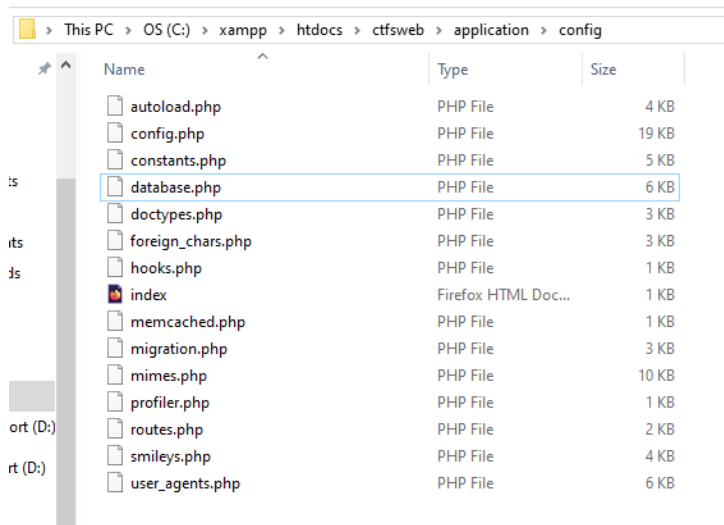 This PC > OS (C:) > xampp > htdocs > ctfsweb > application > config
Name Type Size
autoload.php PHP File 4 KB
config.php PHP File 19 KB
constants.php PHP File 5 KB
ts
database.php PHP File 6 KB
doctypes.php PHP File 3 KB
nts
foreign_chars.php PHP File 3 KB
ds
hooks.php PHP File 1 KB
index Firefox HTML Doc... 1 KB
memcached.php PHP File 1 KB
migration.php PHP File 3 KB
mimes.php PHP File 10 KB
profiler.php PHP File 1 KB
ort (D:)
routes.php PHP File 2 KB
smileys.php PHP File 4 KB
rt (D:)
user_agents.php PHP File 6 KB